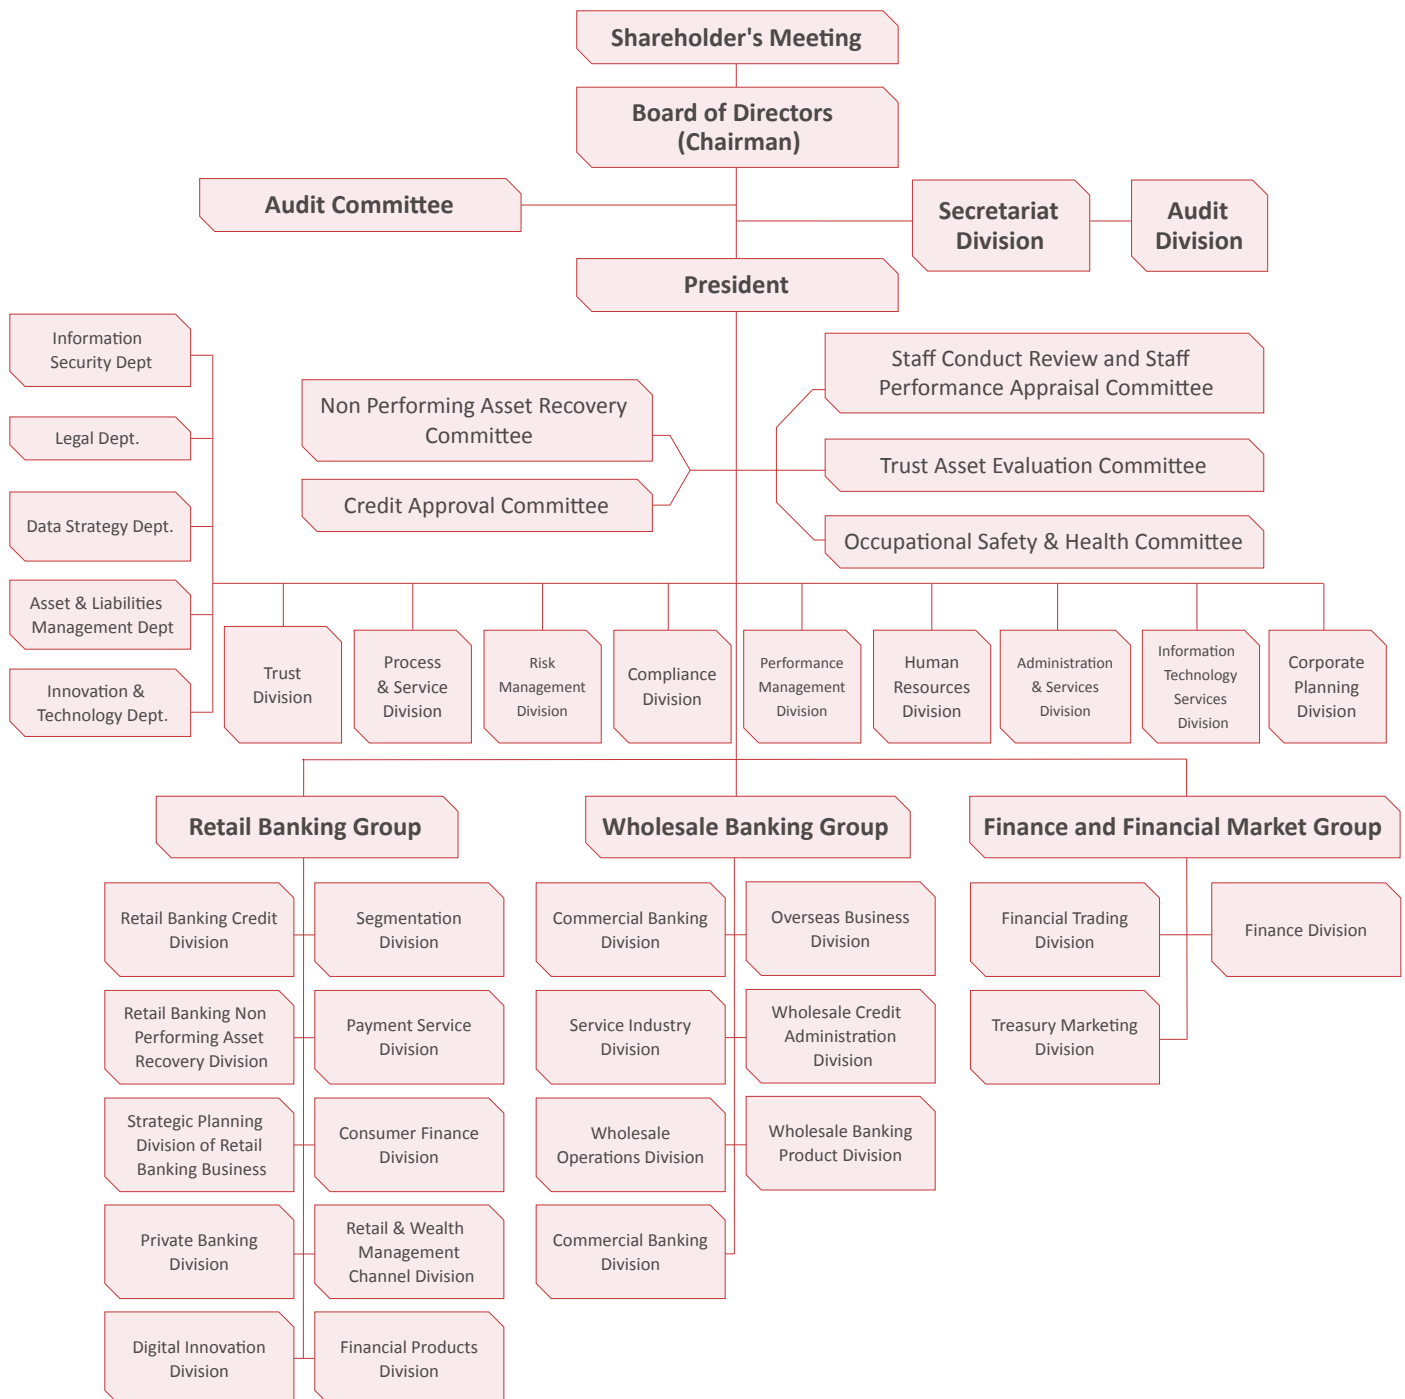 Shareholder's Meeting
Board of Directors
(Chairman)
Audit Committee
Secretariat
Division
Audit
Division
President
Information
Security Dept
Legal Dept.
Data Strategy Dept.
Asset & Liabilities
Management Dept
Innovation &
Technology Dept.
Non Performing Asset Recovery
Committee
Credit Approval Committee
Staff Conduct Review and Staff
Performance Appraisal Committee
Trust Asset Evaluation Committee
Occupational Safety & Health Committee
Trust
Division
Process
& Service
Division
Risk
Management
Division
Compliance
Division
Performance
Management
Division
Human
Resources
Division
Administration
& Services
Division
Information
Technology
Services
Division
Corporate
Planning
Division
Retail Banking Group
Retail Banking Credit
Division
Segmentation
Division
Retail Banking Non
Performing Asset
Recovery Division
Payment Service
Division
Strategic Planning
Division of Retail
Banking Business
Consumer Finance
Division
Private Banking
Division
Retail & Wealth
Management
Channel Division
Digital Innovation
Division
Financial Products
Division
Wholesale Banking Group
Commercial Banking
Division
Overseas Business
Division
Service Industry
Division
Wholesale Credit
Administration
Division
Wholesale
Operations Division
Wholesale Banking
Product Division
Commercial Banking
Division
Finance and Financial Market Group
Financial Trading
Division
Finance Division
Treasury Marketing
Division